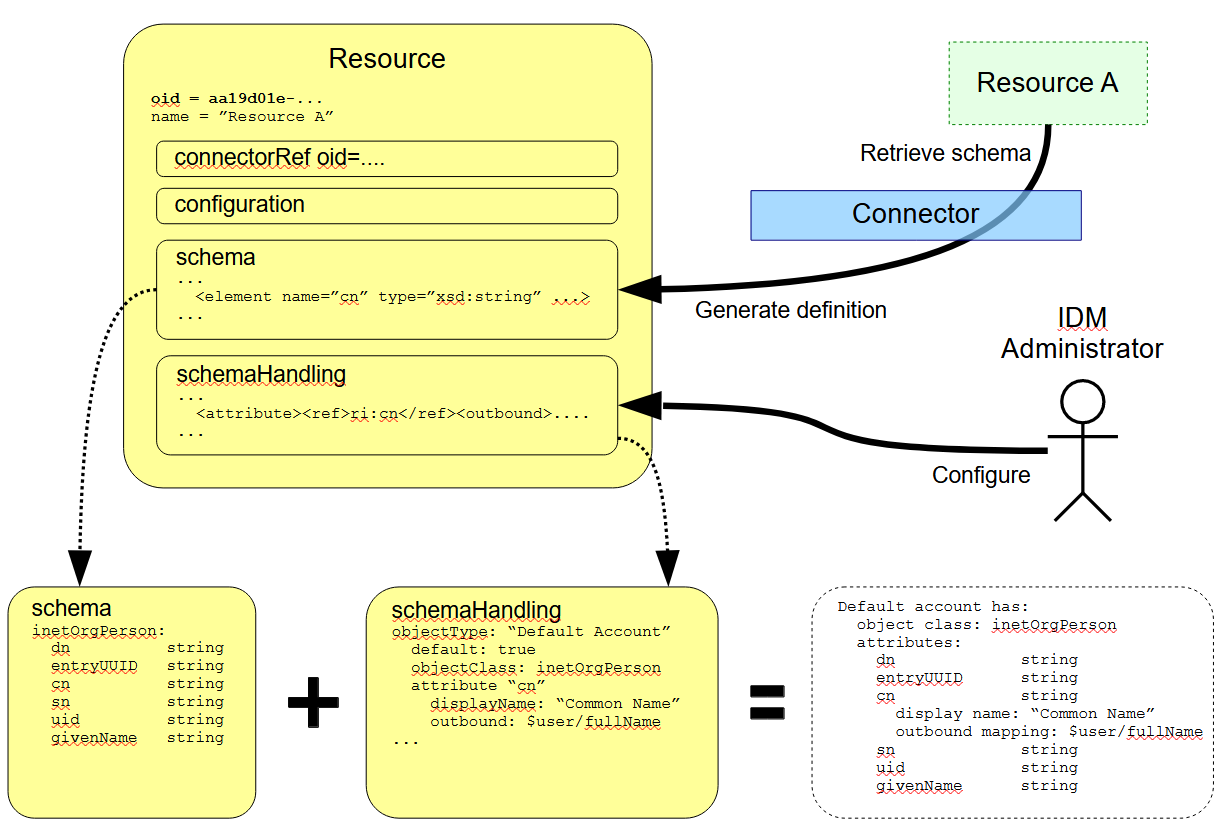 Resource
oid = aa19d01e-...
name = ”Resource A”
connectorRef oid=....
configuration
schema
...
<element name=”cn” type=”xsd:string” ...>
...
schemaHandling
...
<attribute><ref>ri:cn</ref><outbound>....
...
Resource A
Retrieve schema
Connector
Generate definition
IDM
Administrator
Configure
schema
inetOrgPerson:
dn string
entryUUID string
cn string
sn string
uid string
givenName string
+
schemaHandling
objectType: “Default Account”
default: true
objectClass: inetOrgPerson
attribute “cn”
displayName: “Common Name”
outbound: $user/fullName
...
=
Default account has:
object class: inetOrgPerson
attributes:
dn string
entryUUID string
cn string
display name: “Common Name”
outbound mapping: $user/fullName
sn string
uid string
givenName string